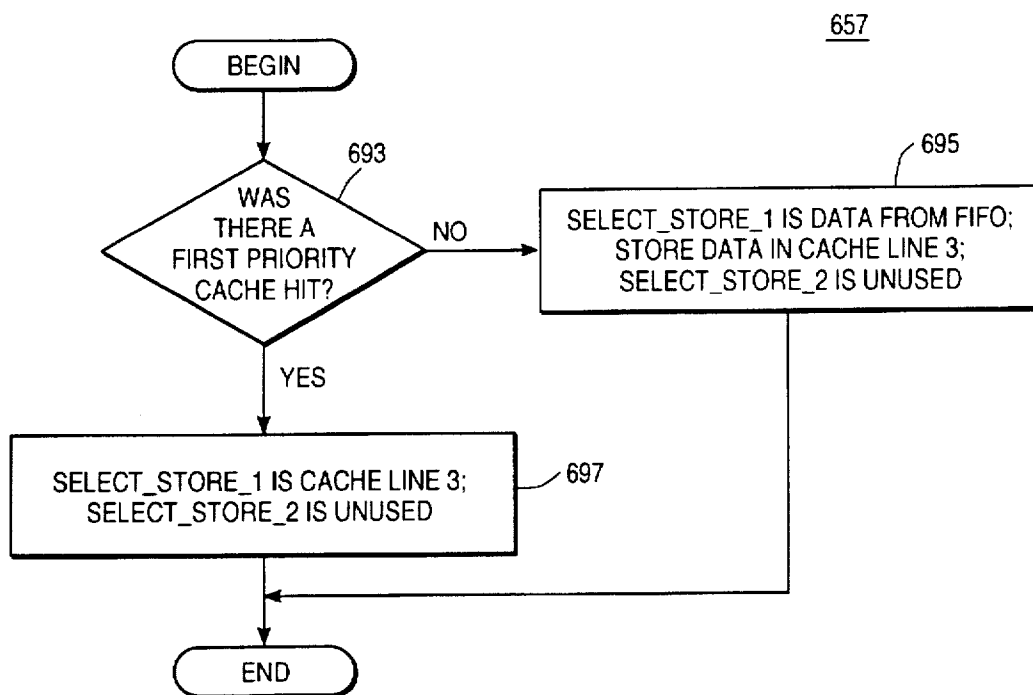 657
BEGIN
693
WAS
THERE A
FIRST PRIORITY
CACHE HIT?
NO
695
SELECT_STORE_1 IS DATA FROM FIFO;
STORE DATA IN CACHE LINE 3;
SELECT_STORE_2 IS UNUSED
YES
SELECT_STORE_1 IS CACHE LINE 3;
SELECT_STORE_2 IS UNUSED
697
END